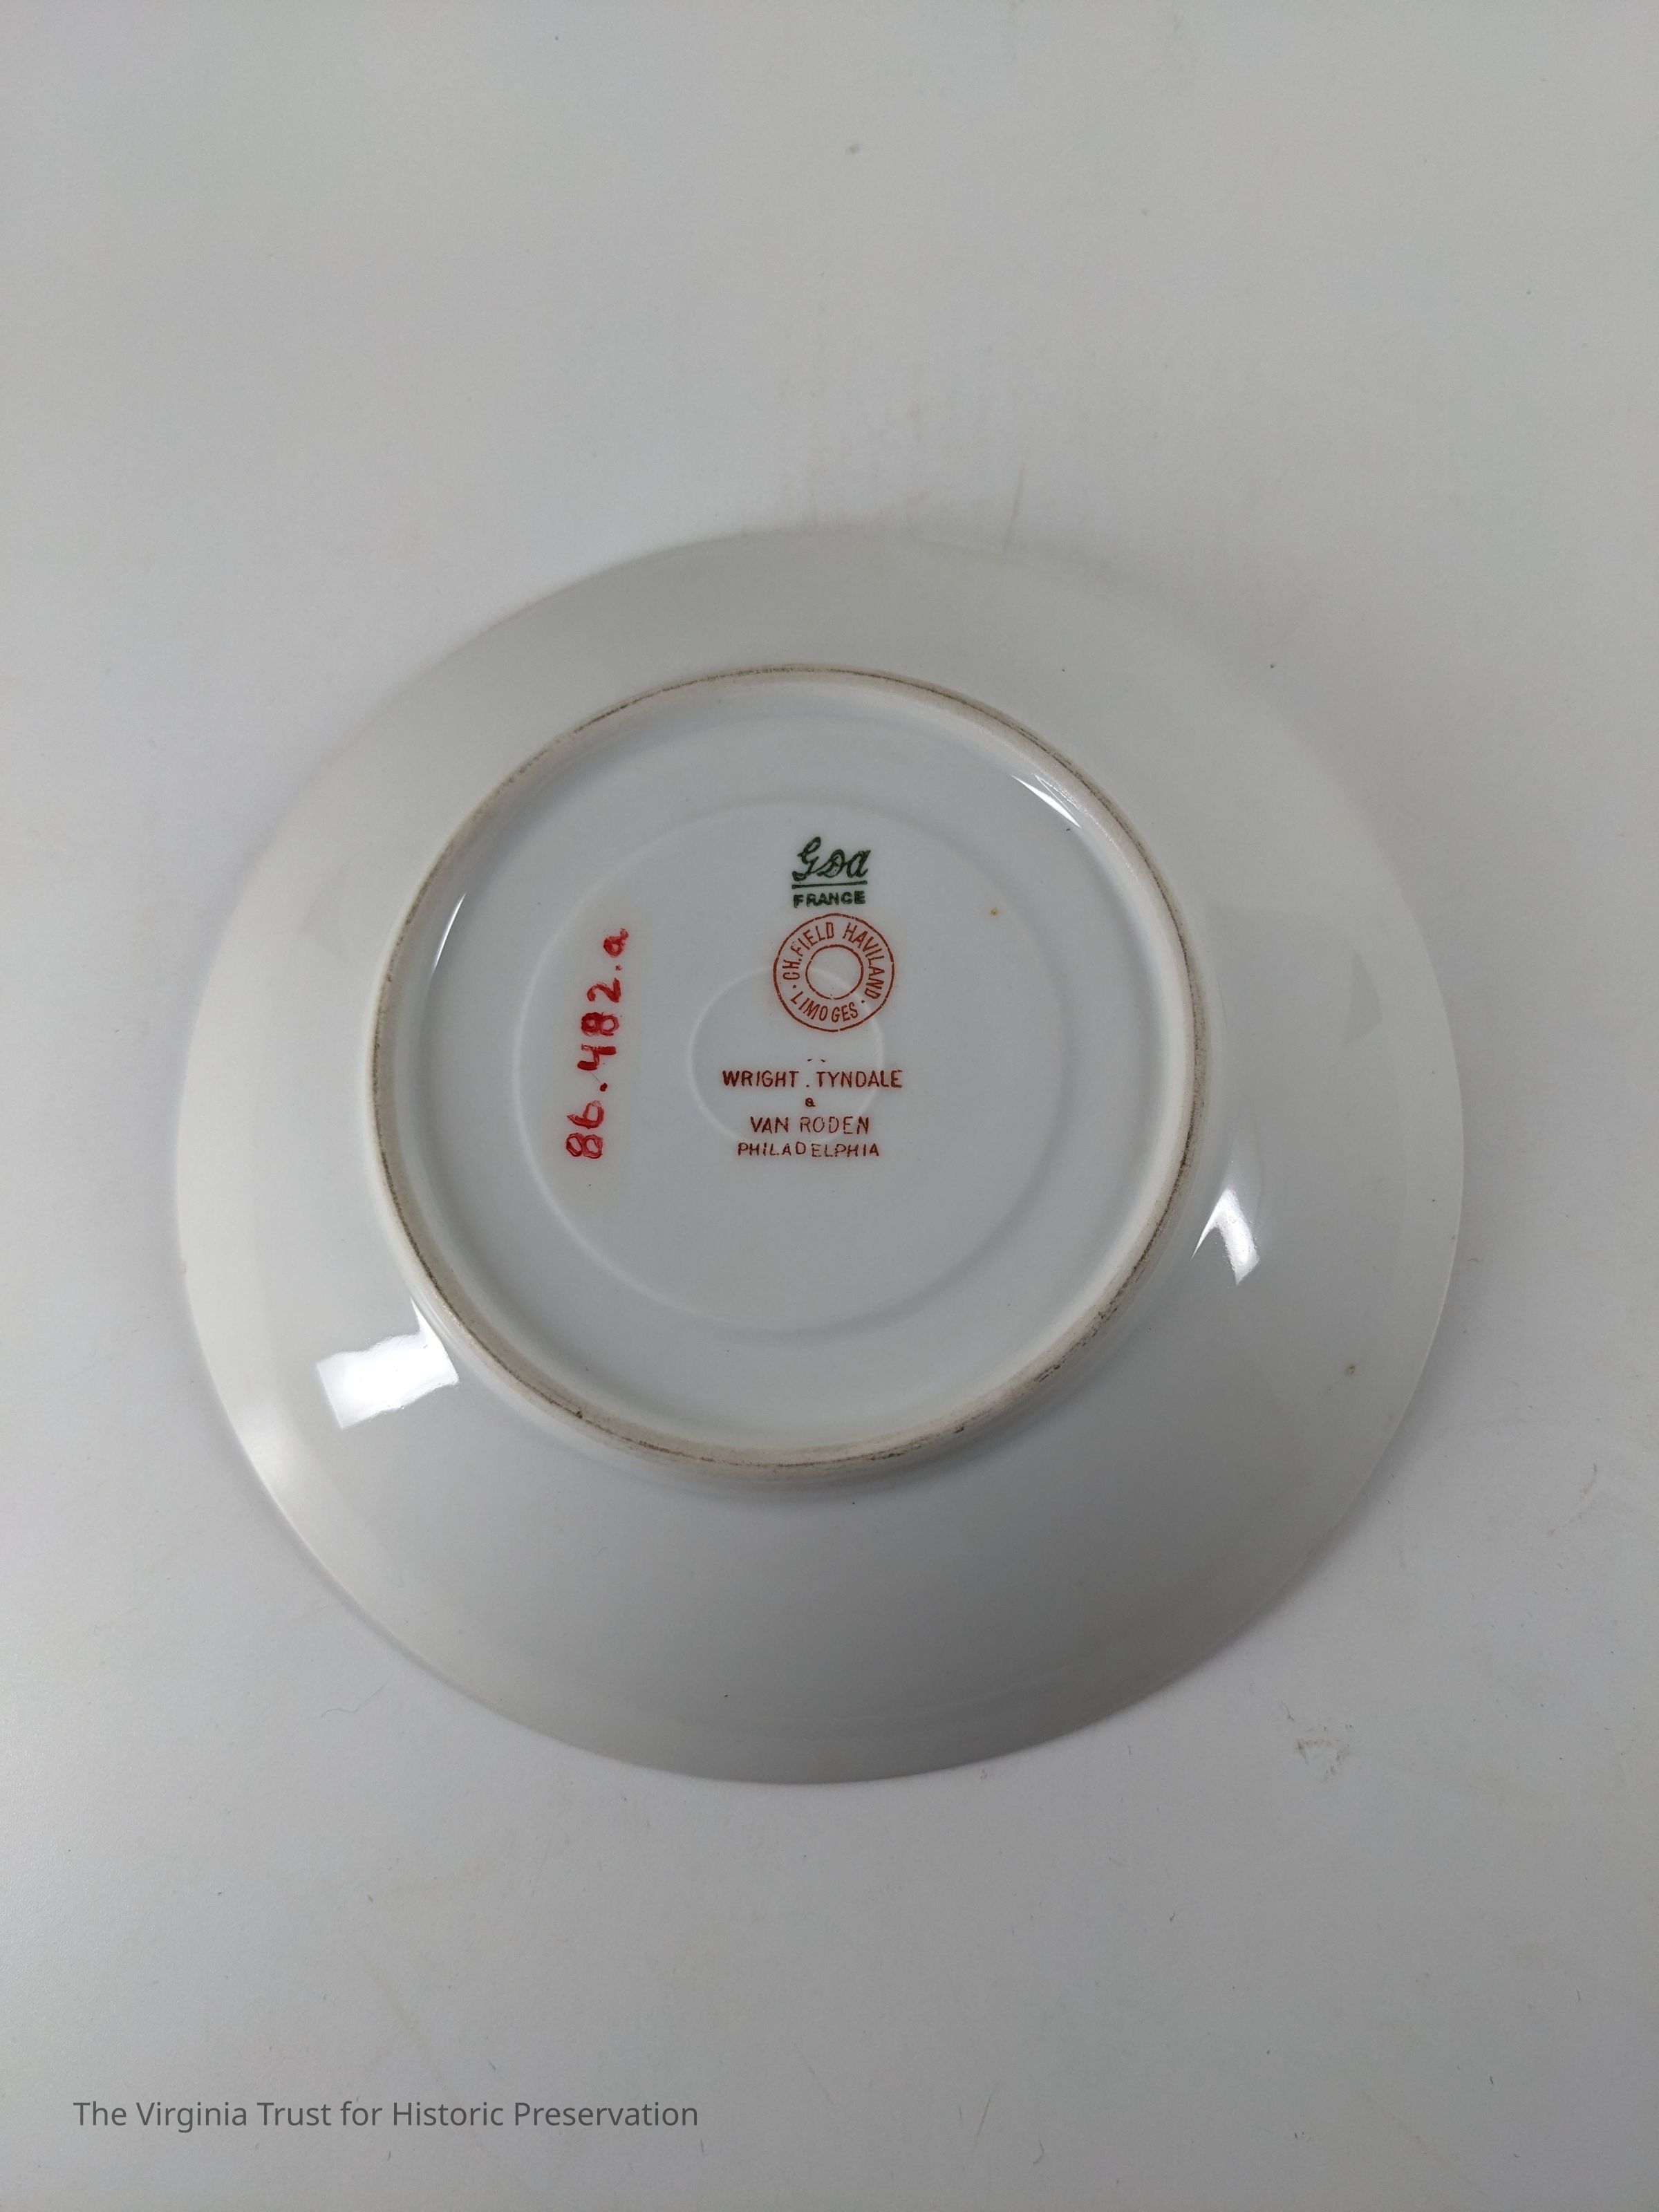 GDA
FRANCE
CH. FIELD HAVILAND
· LIMOGES ·
WRIGHT . TYNDALE
&
VAN RODEN
PHILADELPHIA
86.482.a
The Virginia Trust for Historic Preservation